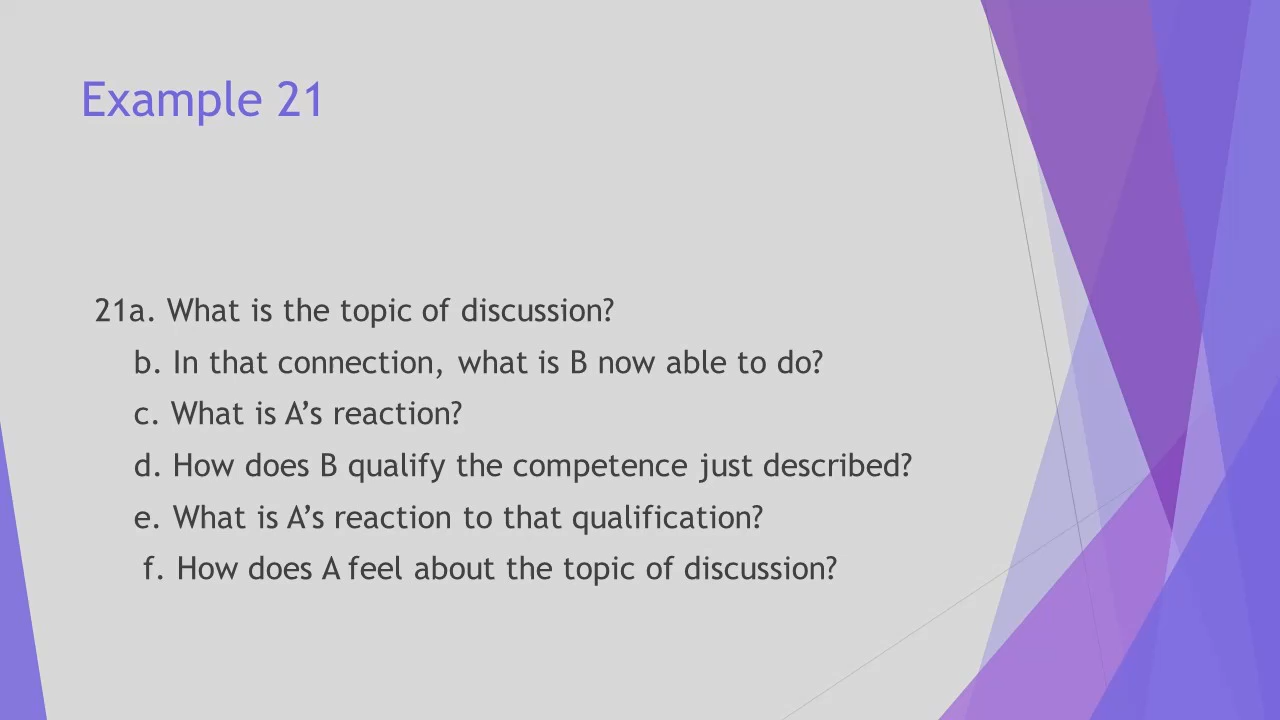 Example 21
21a. What is the topic of discussion?
b. In that connection, what is B now able to do?
c. What is A’s reaction?
d. How does B qualify the competence just described?
e. What is A’s reaction to that qualification?
f. How does A feel about the topic of discussion?